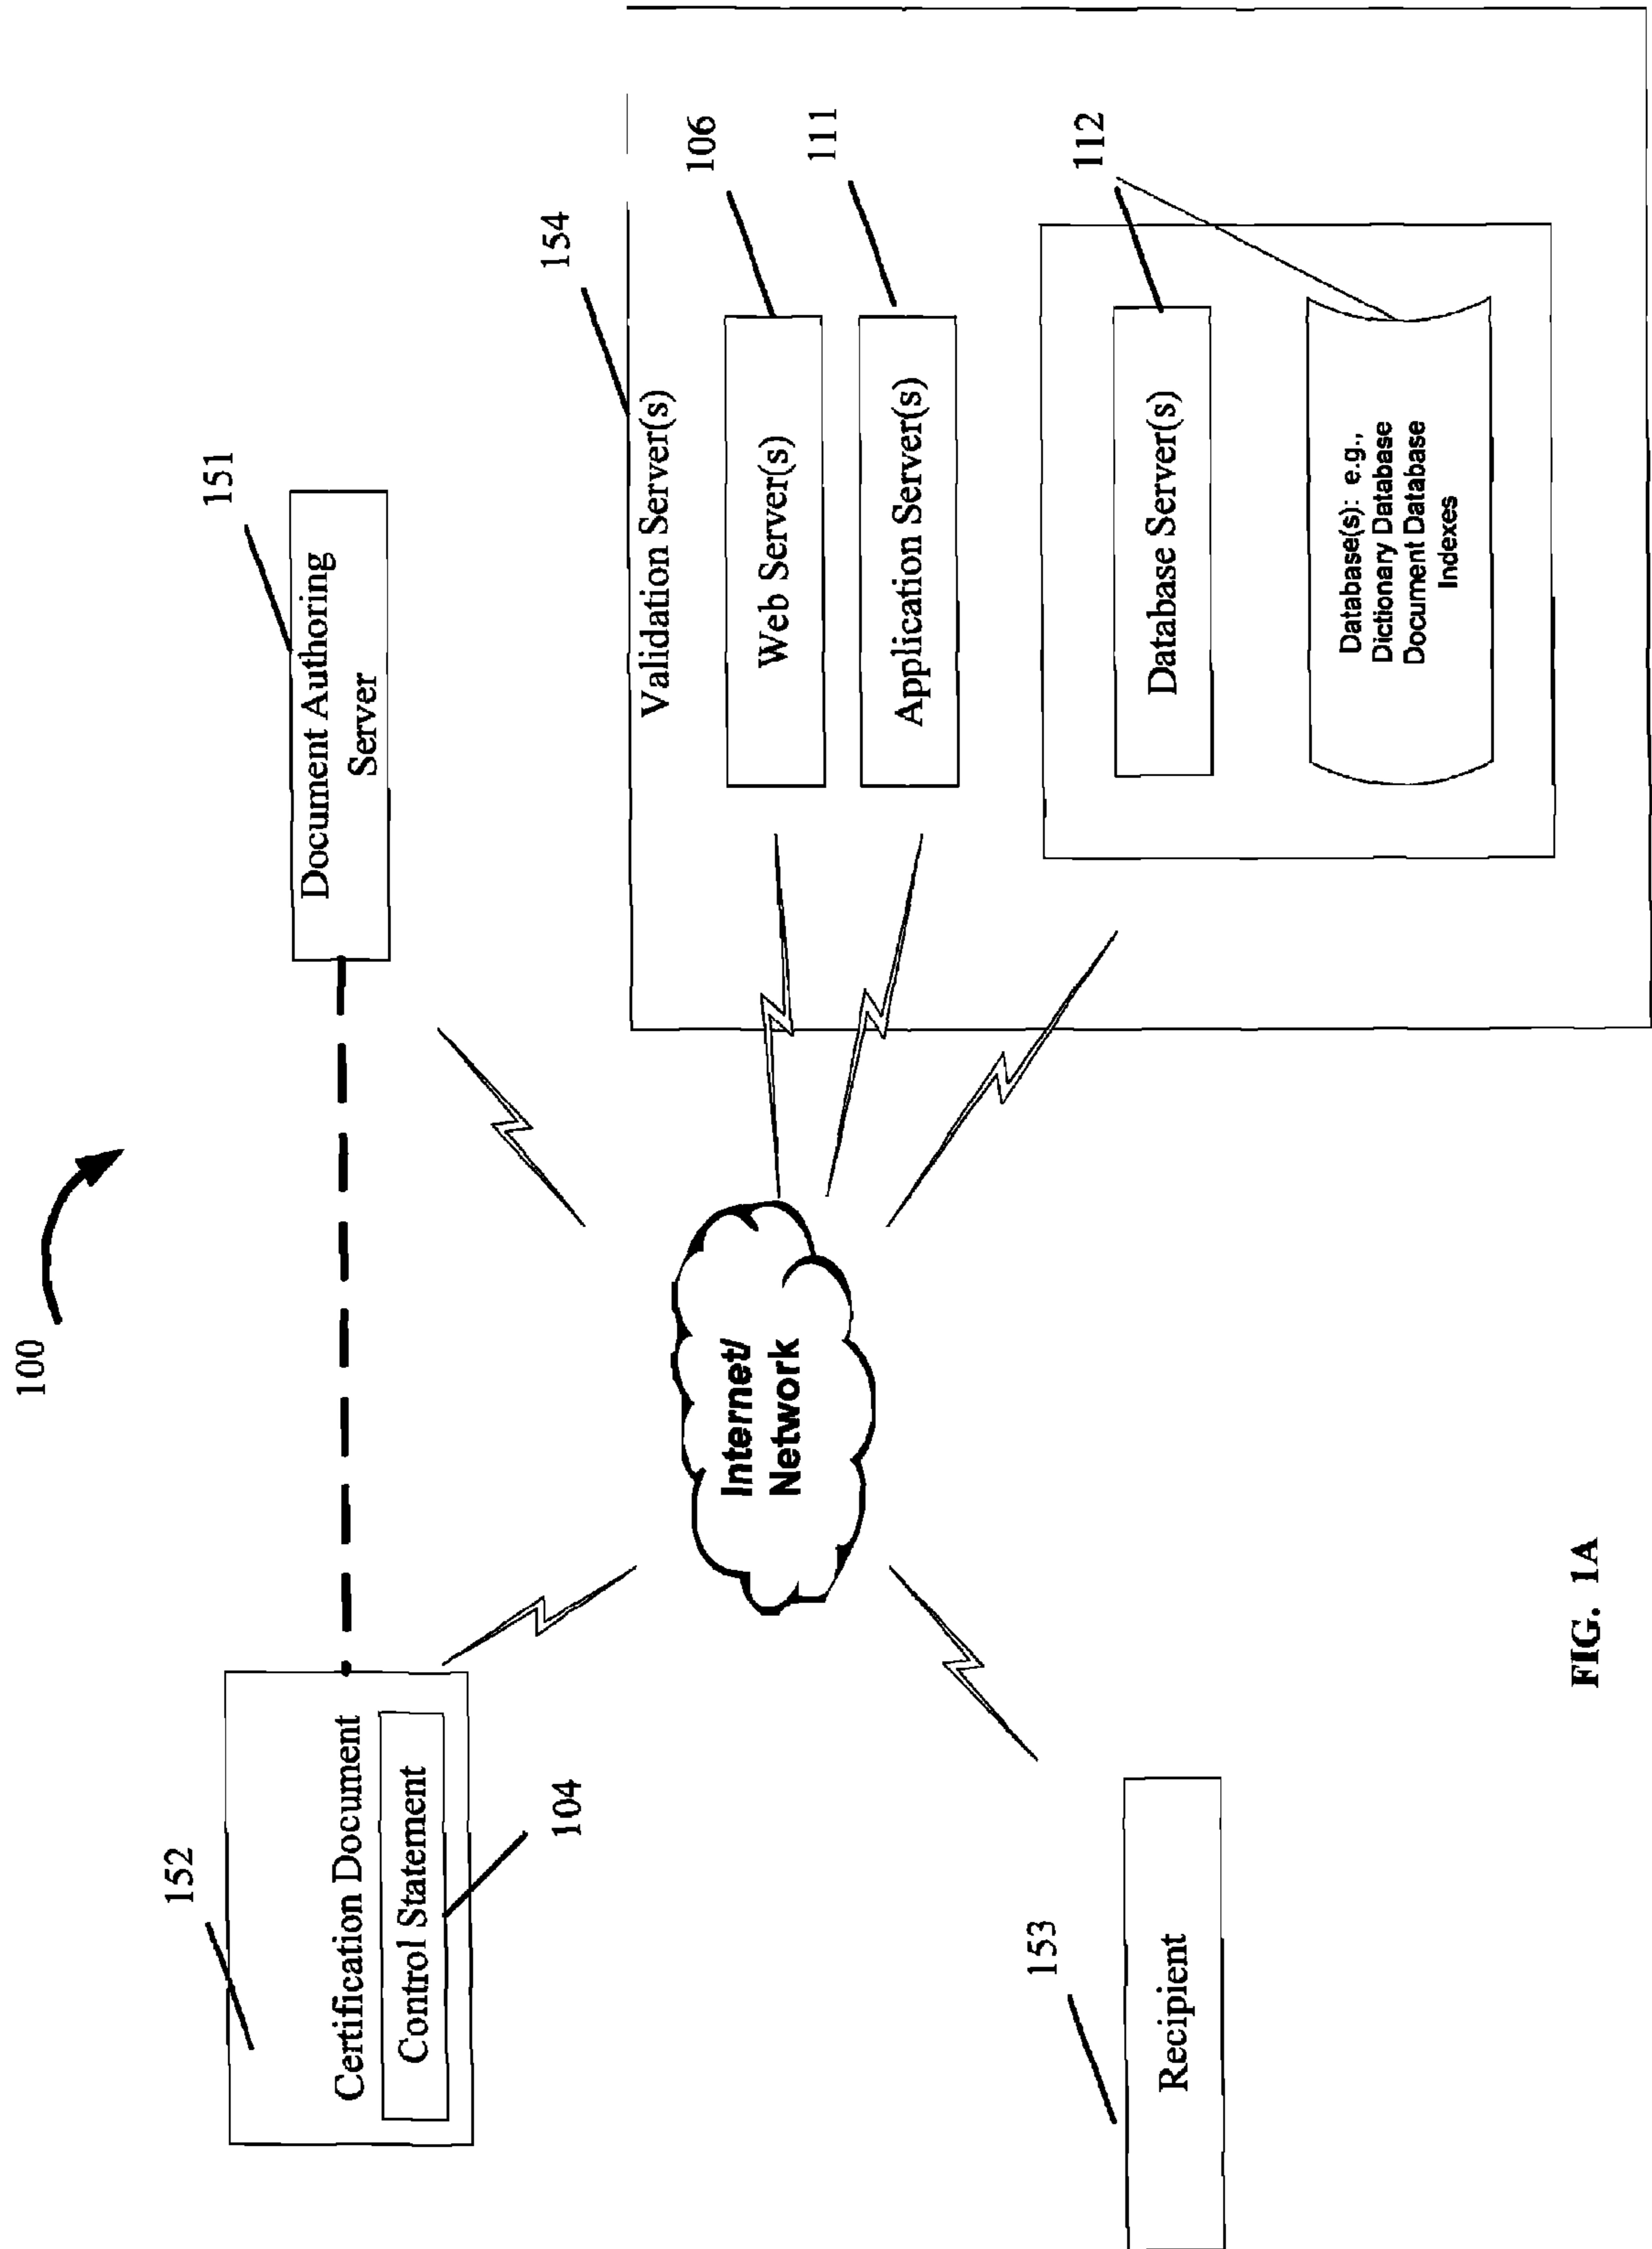 100
152
Certification Document
Control Statement
104
151
Document Authoring
Server
Internet/
Network
153
Recipient
154
Validation Server(s)
106
Web Server(s)
111
Application Server(s)
112
Database Server(s)
Database(s): e.g.,
Dictionary Database
Document Database
Indexes
FIG. 1A